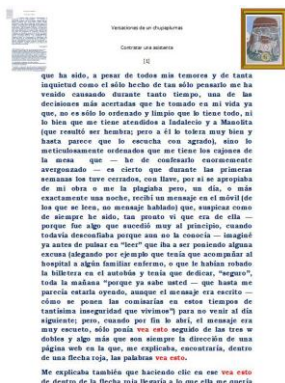 Variaciones de un chupaplumas
Contratar una asistenta
[1]
que ha sido, a pesar de todos mis temores y de tanta
inquietud como el sólo hecho de tan sólo pensarlo me ha
venido causando durante tanto tiempo, una de las
decisiones más acertadas que he tomado en mi vida ya
que, no es sólo lo ordenado y limpio que lo tiene todo, ni
lo bien que me tiene atendidos a Indalecio y a Manolita
(que resultó ser hembra; pero a él lo tolera muy bien y
hasta parece que lo escucha con agrado), sino lo
meticulosamente ordenados que me tiene los cajones de
la mesa que — he de confesarlo enormemente
avergonzado — es cierto que durante las primeras
semanas los tuve cerrados, con llave, por si se apropiaba
de mi obra o me la plagiaba pero, un día, o más
exactamente una noche, recibí un mensaje en el móvil (de
los que se leen, no mensaje hablado) que, suspicaz como
de siempre he sido, tan pronto vi que era de ella —
porque fue algo que sucedió muy al principio, cuando
todavía desconfiaba porque aun no la conocía — imaginé
ya antes de pulsar en "leer" que iba a ser poniendo alguna
excusa (alegando por ejemplo que tenía que acompañar al
hospital a algún familiar enfermo, o que le habían robado
la billetera en el autobús y tenía que dedicar, "seguro",
toda la mañana "porque ya sabe usted — que hasta me
parecía estarla oyendo, aunque el mensaje era escrito —
cómo se ponen las comisarías en estos tiempos de
tantísima inseguridad que vivimos") para no venir al día
siguiente; pero, cuando por fin lo abrí, el mensaje era
muy escueto, sólo ponía vea esto seguido de las tres w
dobles y algo más que son siempre la dirección de una
página web en la que, me explicaba, encontraría, dentro
de una flecha roja, las palabras vea esto.
Me explicaba también que haciendo clic en ese vea esto
de dentro de la flecha roja llegaría a lo que ella me quería